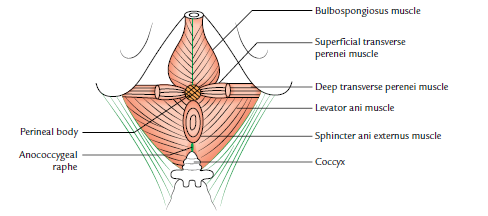 Bulbospongiosus muscle
Superficial transverse
perenei muscle
Deep transverse perenei muscle
Levator ani muscle
Perineal body
Sphincter ani externus muscle
Anococcygeal
raphe
Coccyx